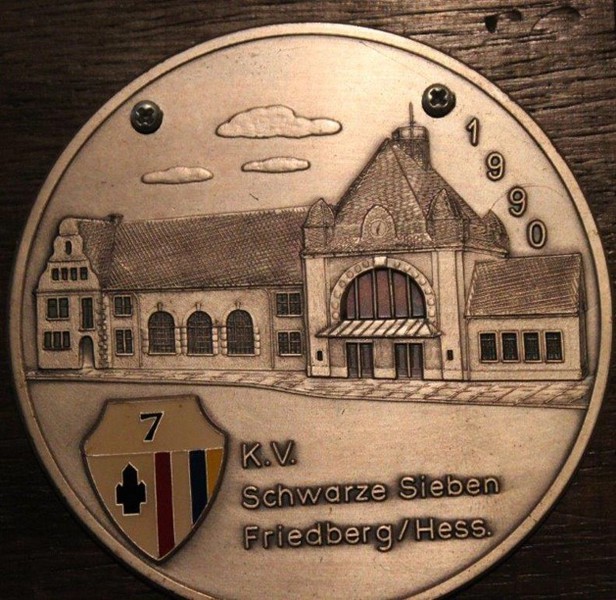 1990
7
K.V.
Schwarze Sieben
Friedberg/Hess.